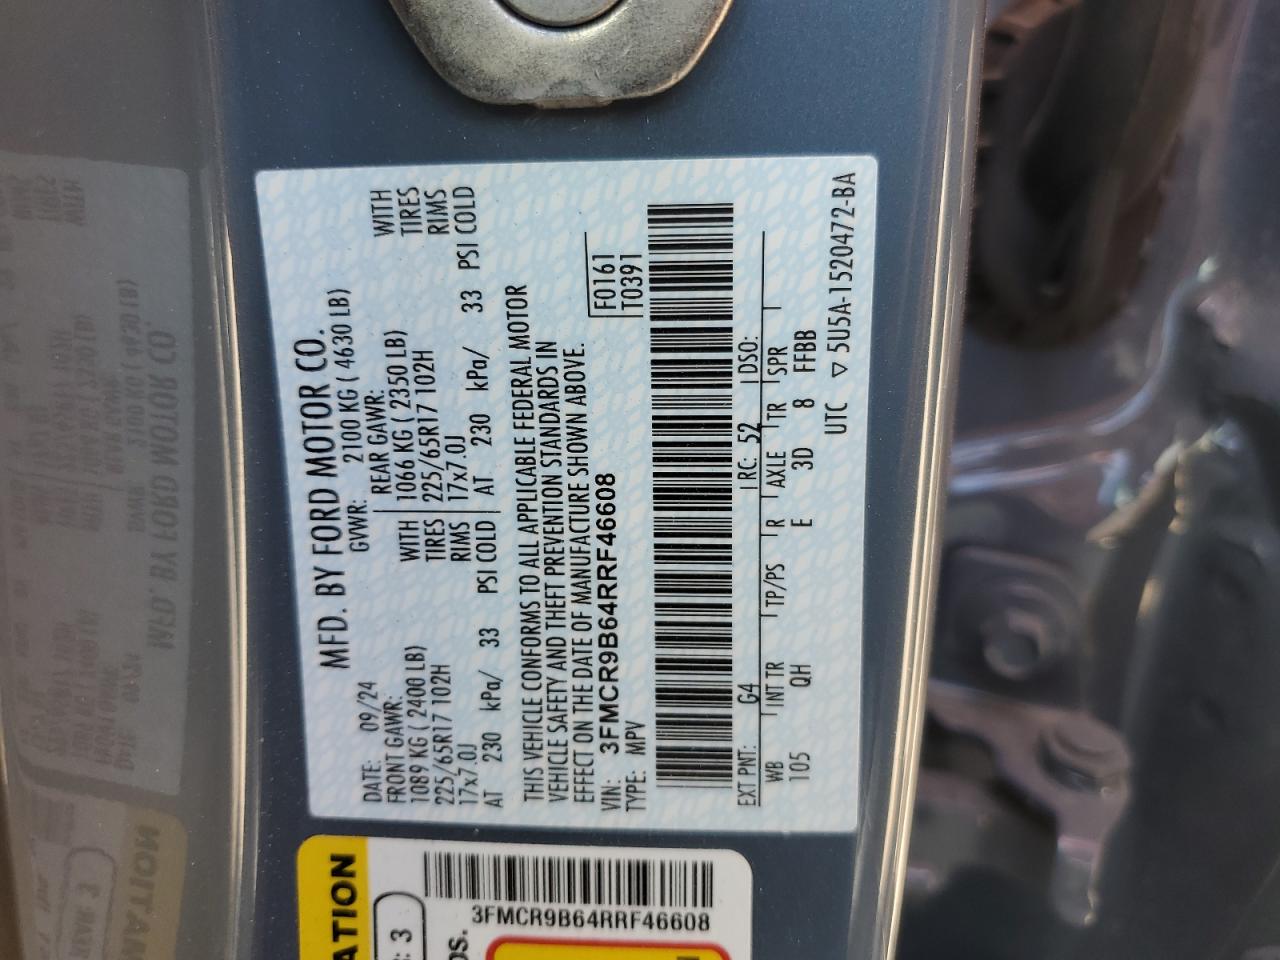 MFD. BY FORD MOTOR CO.
DATE: 09/24 GVWR: 2100 KG ( 4630 LB)
FRONT GAWR: REAR GAWR:
1089 KG ( 2400 LB) WITH 1066 KG ( 2350 LB) WITH
225/65R17 102H TIRES 225/65R17 102H TIRES
17x7.0J RIMS 17x7.0J RIMS
AT 230 kPa/ 33 PSI COLD AT 230 kPa/ 33 PSI COLD
THIS VEHICLE CONFORMS TO ALL APPLICABLE FEDERAL MOTOR
VEHICLE SAFETY AND THEFT PREVENTION STANDARDS IN
EFFECT ON THE DATE OF MANUFACTURE SHOWN ABOVE.
VIN: 3FMCR9B64RRF46608 F0161
TYPE: MPV T0391
EXT PNT: G4 RC: 52 DSO:
WB INT TR TP/PS R AXLE TR SPR
105 QH E 3D 8 FFBB
UTC ▽ 5U5A-1520472-BA
ATION
: 3
3FMCR9B64RRF46608
os.